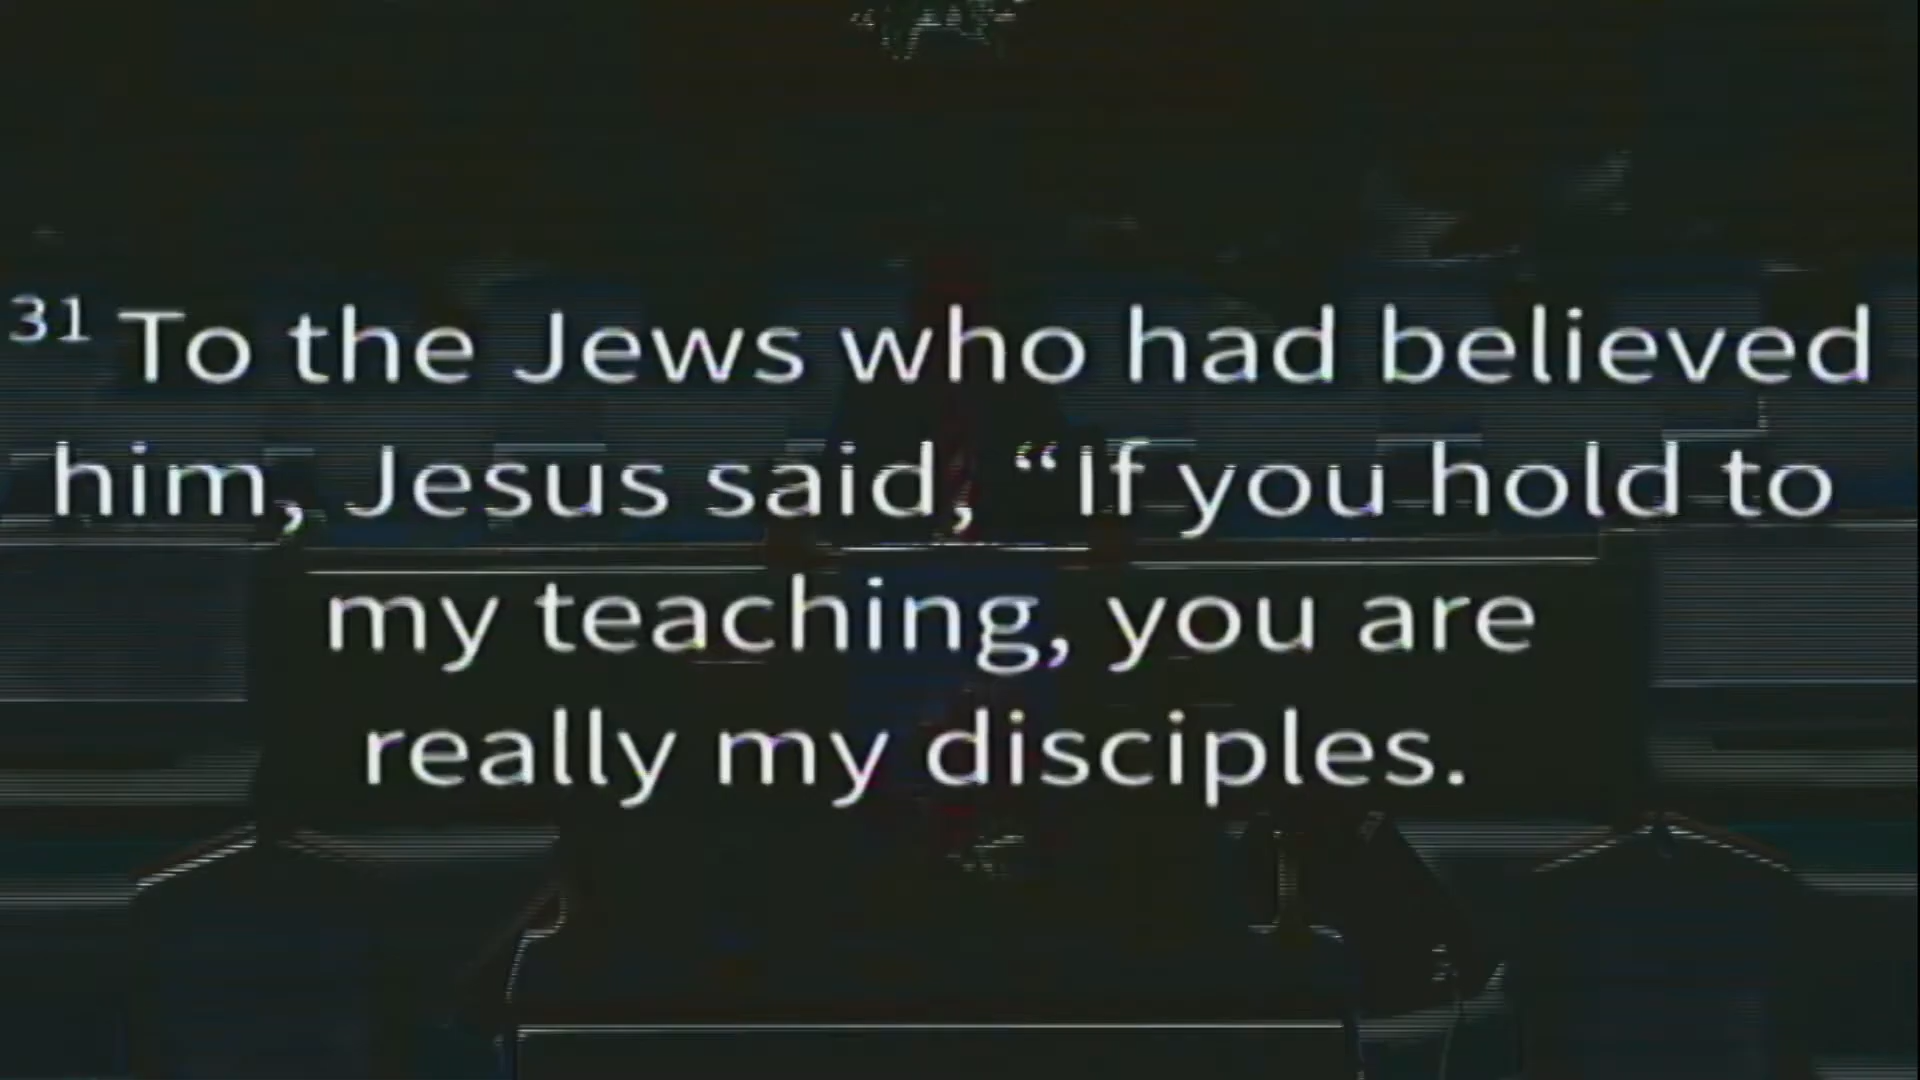 31 To the Jews who had believed
him, Jesus said, “If you hold to
my teaching, you are
really my disciples.